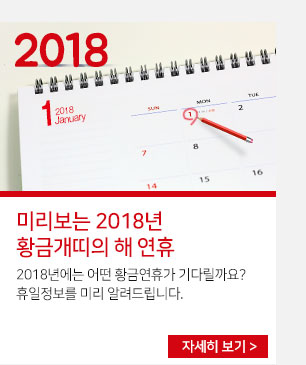 2018
1 2018
January
SUN MON
1 2
7 8 9
14 15 16
미리보는 2018년
황금개띠의 해 연휴
2018년에는 어떤 황금연휴가 기다릴까요?
휴일정보를 미리 알려드립니다.
자세히 보기 >